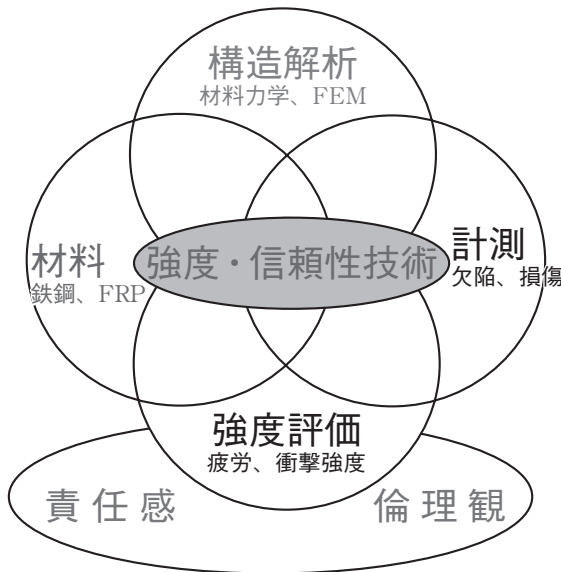 構造解析
材料力学、FEM
材料
鉄鋼、FRP
強度・信頼性技術
計測
欠陥、損傷
強度評価
疲労、衝撃強度
責任感
倫理観